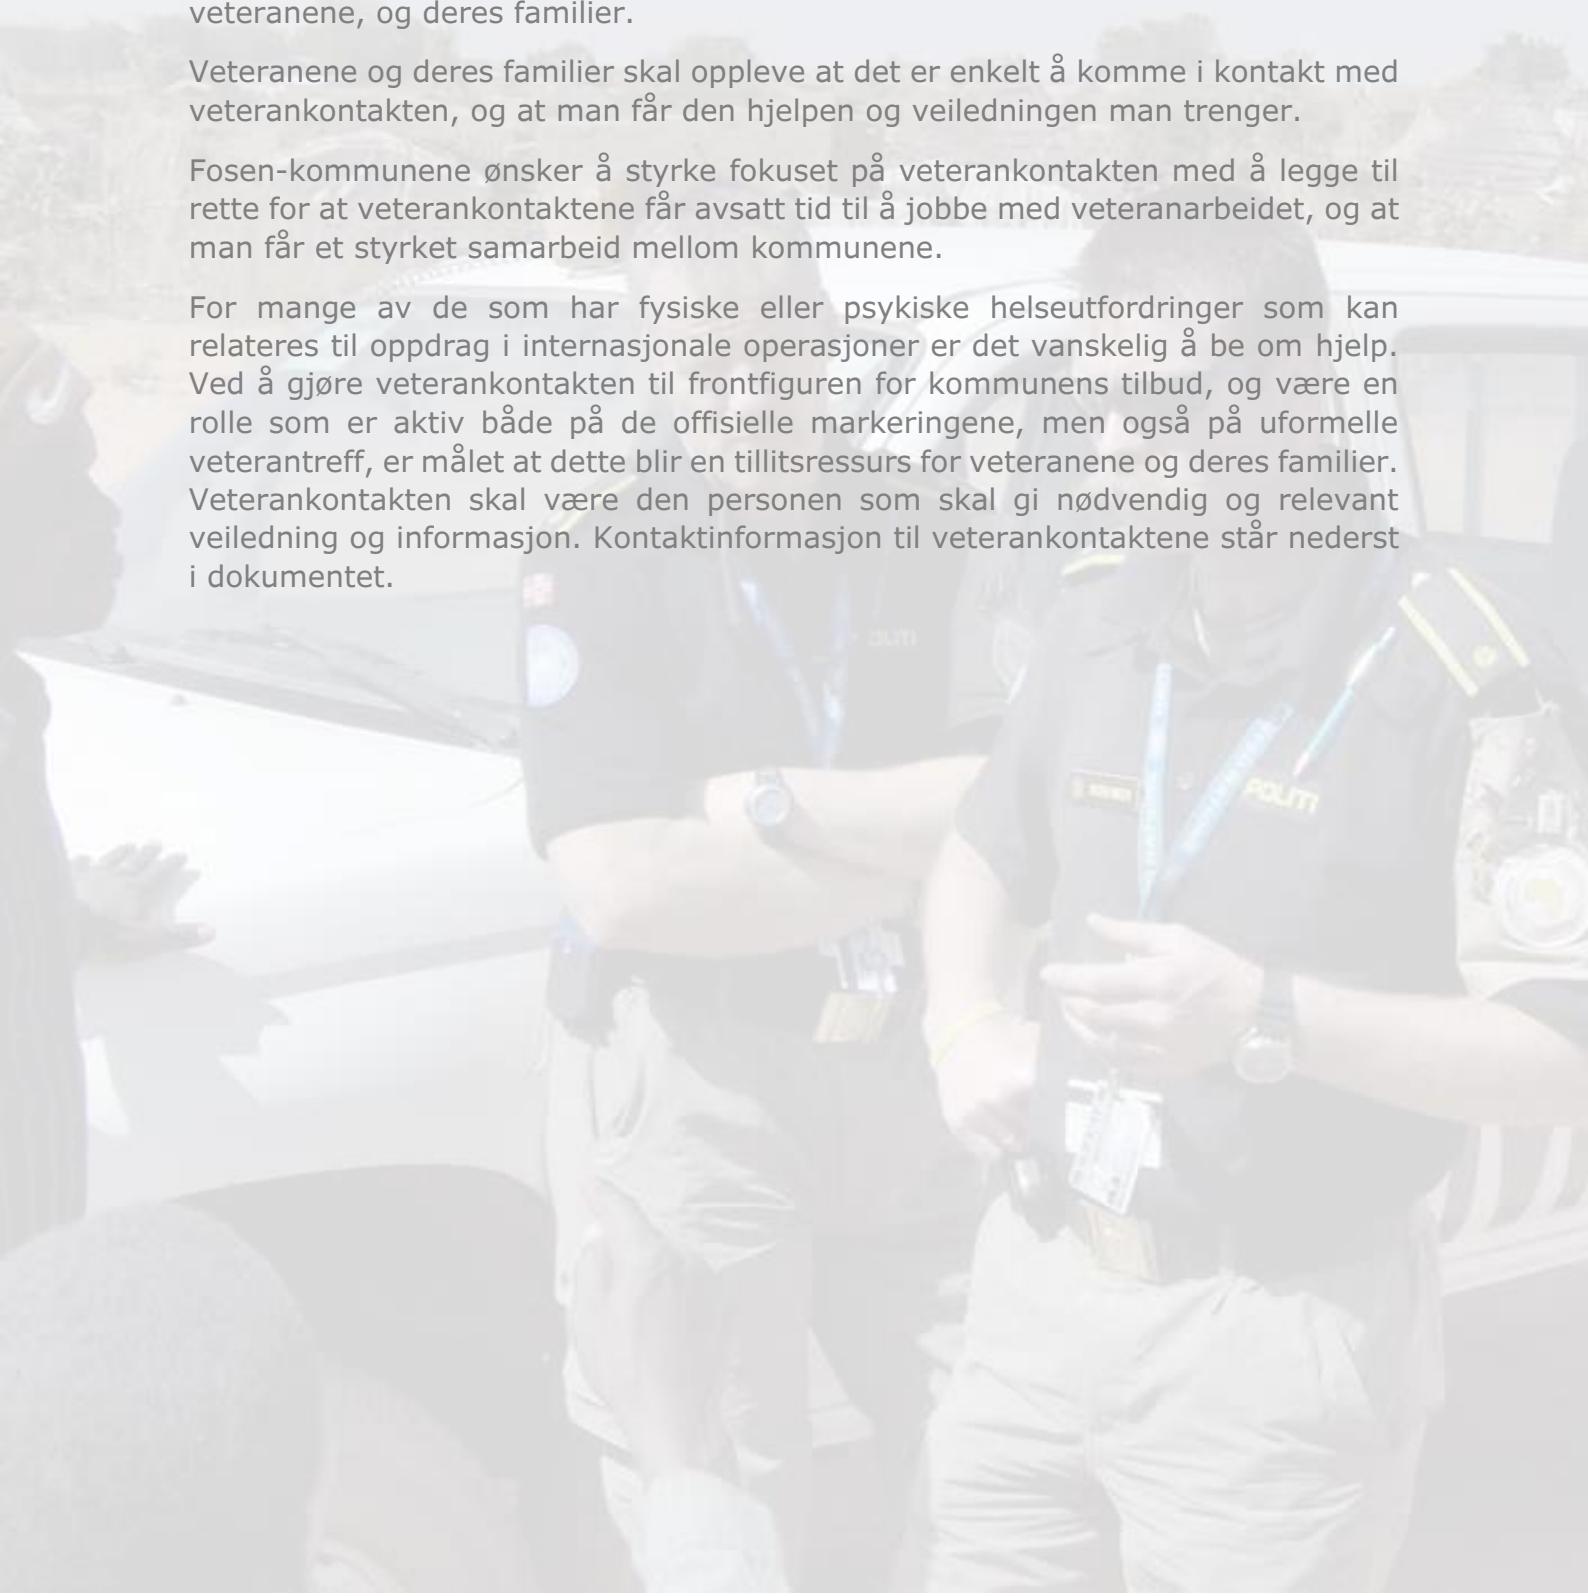 veteranene, og deres familier.
Veteranene og deres familier skal oppleve at det er enkelt å komme i kontakt med
veterankontakten, og at man får den hjelpen og veiledningen man trenger.
Fosen-kommunene ønsker å styrke fokuset på veterankontakten med å legge til
rette for at veterankontaktene får avsatt tid til å jobbe med veteranarbeidet, og at
man får et styrket samarbeid mellom kommunene.
For mange av de som har fysiske eller psykiske helseutfordringer som kan
relateres til oppdrag i internasjonale operasjoner er det vanskelig å be om hjelp.
Ved å gjøre veterankontakten til frontfiguren for kommunens tilbud, og være en
rolle som er aktiv både på de offisielle markeringene, men også på uformelle
veterantreff, er målet at dette blir en tillitsressurs for veteranene og deres familier.
Veterankontakten skal være den personen som skal gi nødvendig og relevant
veiledning og informasjon. Kontaktinformasjon til veterankontaktene står nederst
i dokumentet.
POLITI